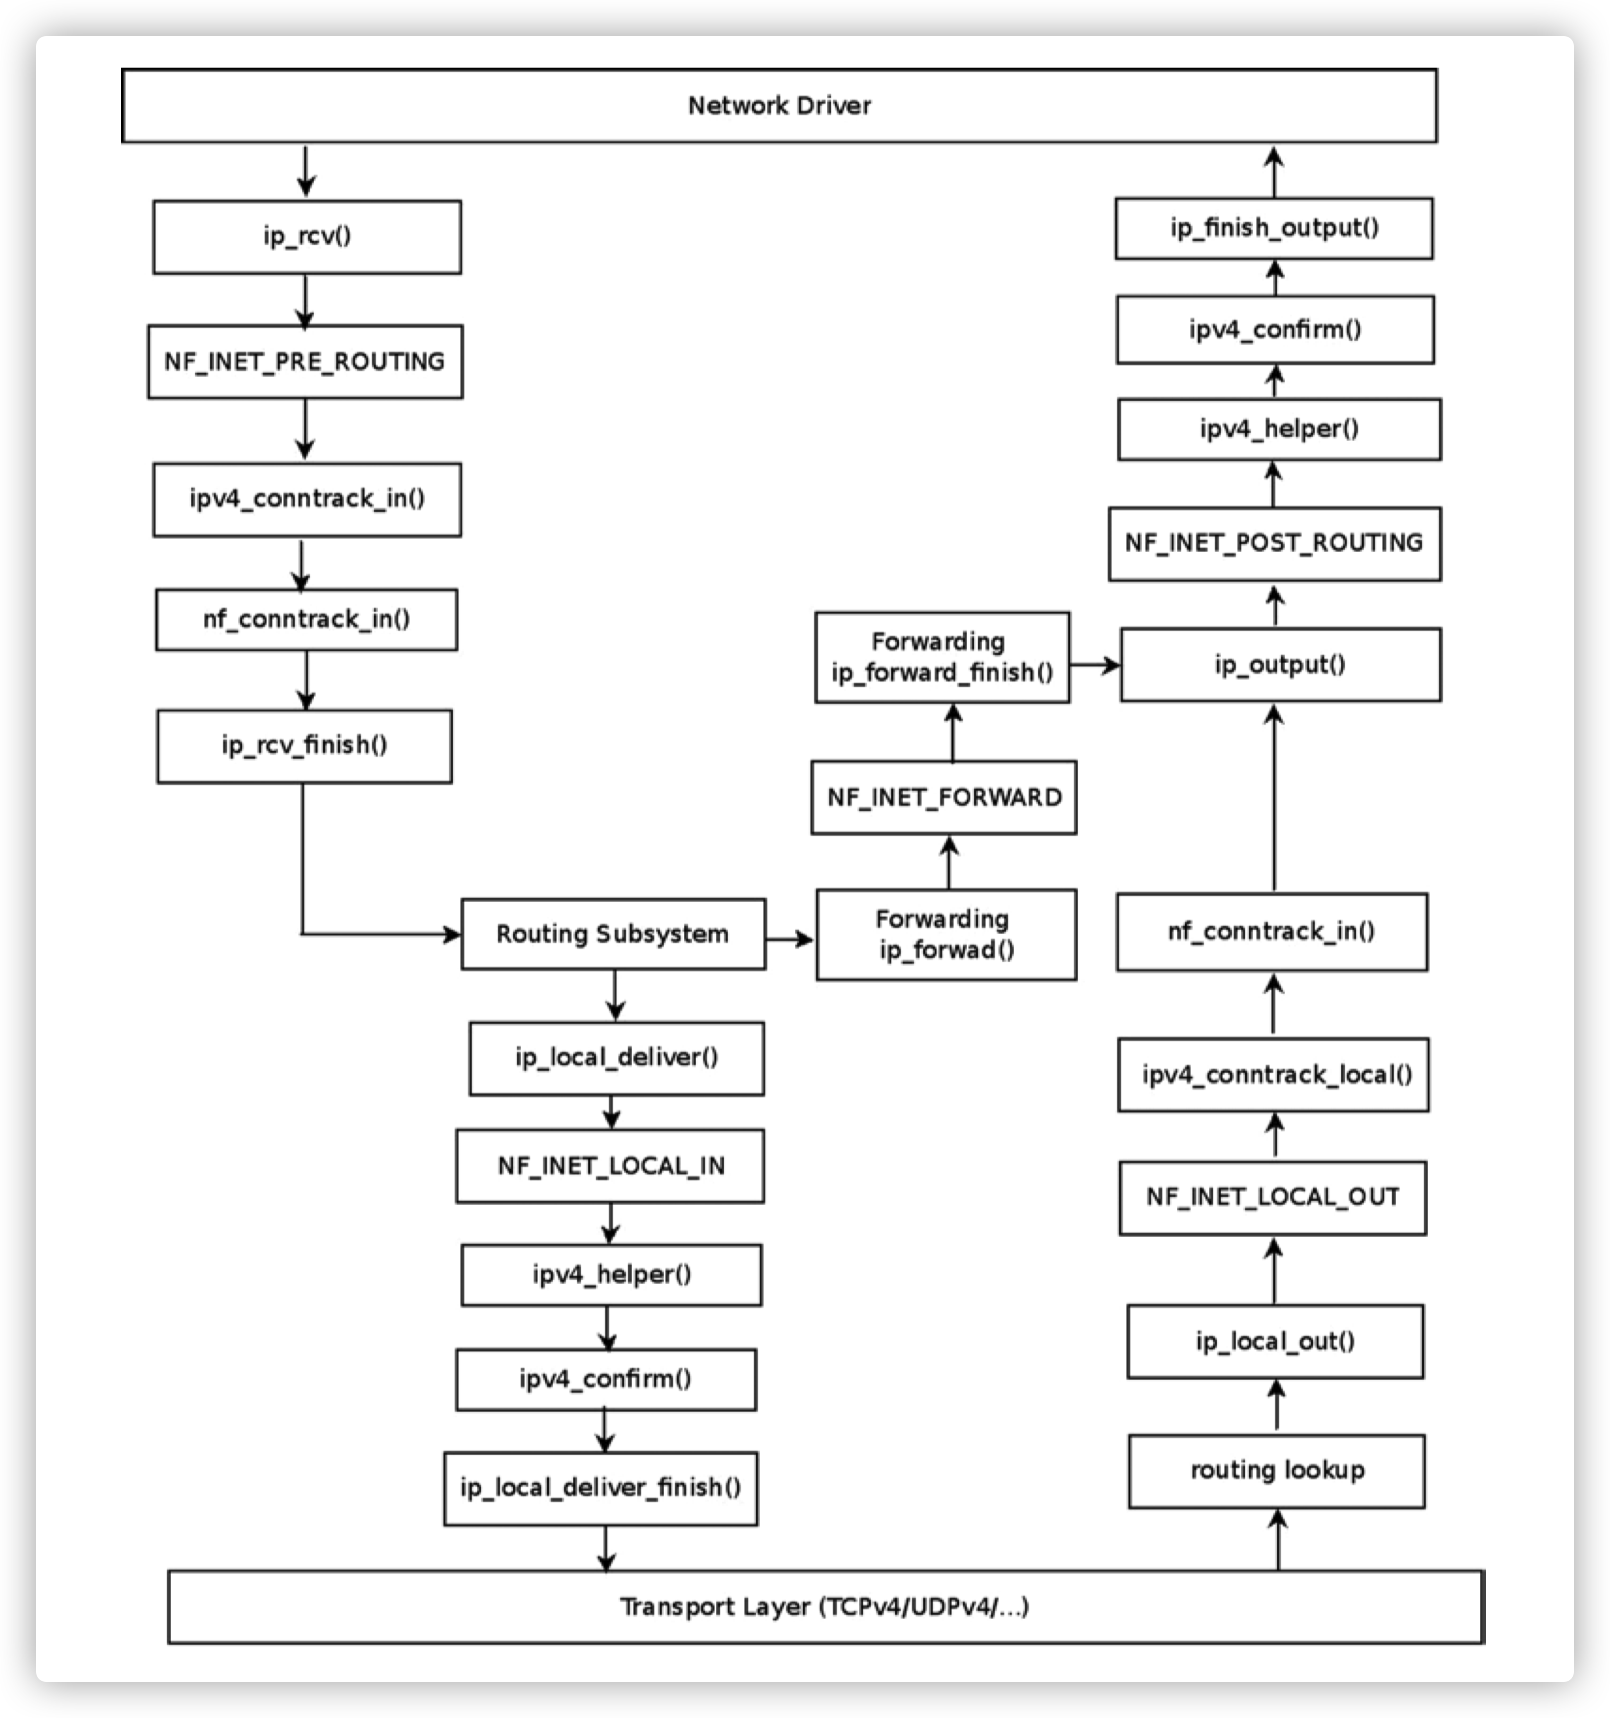 Network Driver
ip_rcv()
NF_INET_PRE_ROUTING
ipv4_conntrack_in()
nf_conntrack_in()
ip_rcv_finish()
Routing Subsystem
ip_local_deliver()
NF_INET_LOCAL_IN
ipv4_helper()
ipv4_confirm()
ip_local_deliver_finish()
Forwarding
ip_forward_finish()
NF_INET_FORWARD
Forwarding
ip_forwad()
ip_finish_output()
ipv4_confirm()
ipv4_helper()
NF_INET_POST_ROUTING
ip_output()
nf_conntrack_in()
ipv4_conntrack_local()
NF_INET_LOCAL_OUT
ip_local_out()
routing lookup
Transport Layer (TCPv4/UDPv4/...)